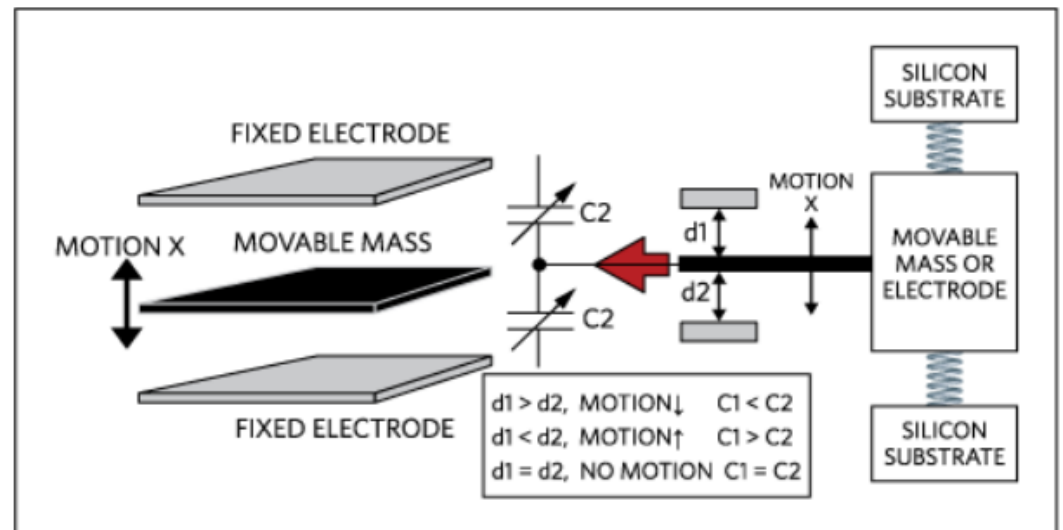 FIXED ELECTRODE
MOTION X
MOVABLE MASS
FIXED ELECTRODE
C2
C2
d1
d2
MOTION
X
SILICON
SUBSTRATE
MOVABLE
MASS OR
ELECTRODE
SILICON
SUBSTRATE
d1 > d2, MOTION↓ C1 < C2
d1 < d2, MOTION↑ C1 > C2
d1 = d2, NO MOTION C1 = C2